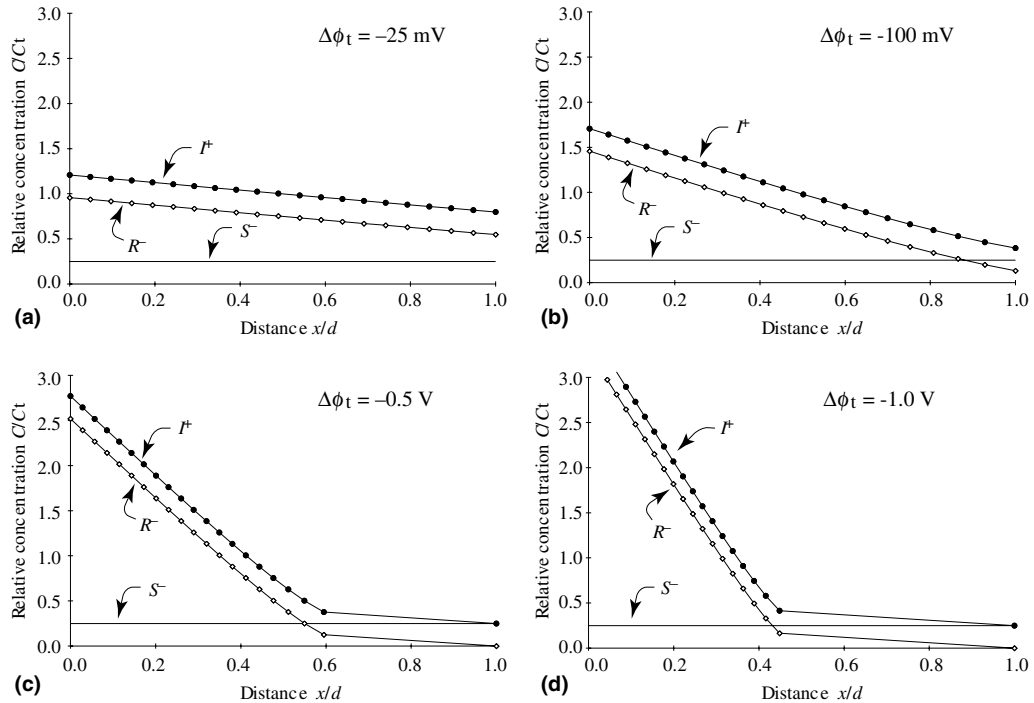 Relative concentration C/Ct
3.0
2.5
2.0
1.5
1.0
0.5
0.0
Δϕt = –25 mV
I+
R–
S–
0.0 0.2 0.4 0.6 0.8 1.0
Distance x/d
(a)
Relative concentration C/Ct
3.0
2.5
2.0
1.5
1.0
0.5
0.0
Δϕt = -100 mV
I+
R–
S–
0.0 0.2 0.4 0.6 0.8 1.0
Distance x/d
(b)
Relative concentration C/Ct
3.0
2.5
2.0
1.5
1.0
0.5
0.0
Δϕt = –0.5 V
I+
R–
S–
0.0 0.2 0.4 0.6 0.8 1.0
Distance x/d
(c)
Relative concentration C/Ct
3.0
2.5
2.0
1.5
1.0
0.5
0.0
Δϕt = -1.0 V
I+
R–
S–
0.0 0.2 0.4 0.6 0.8 1.0
Distance x/d
(d)